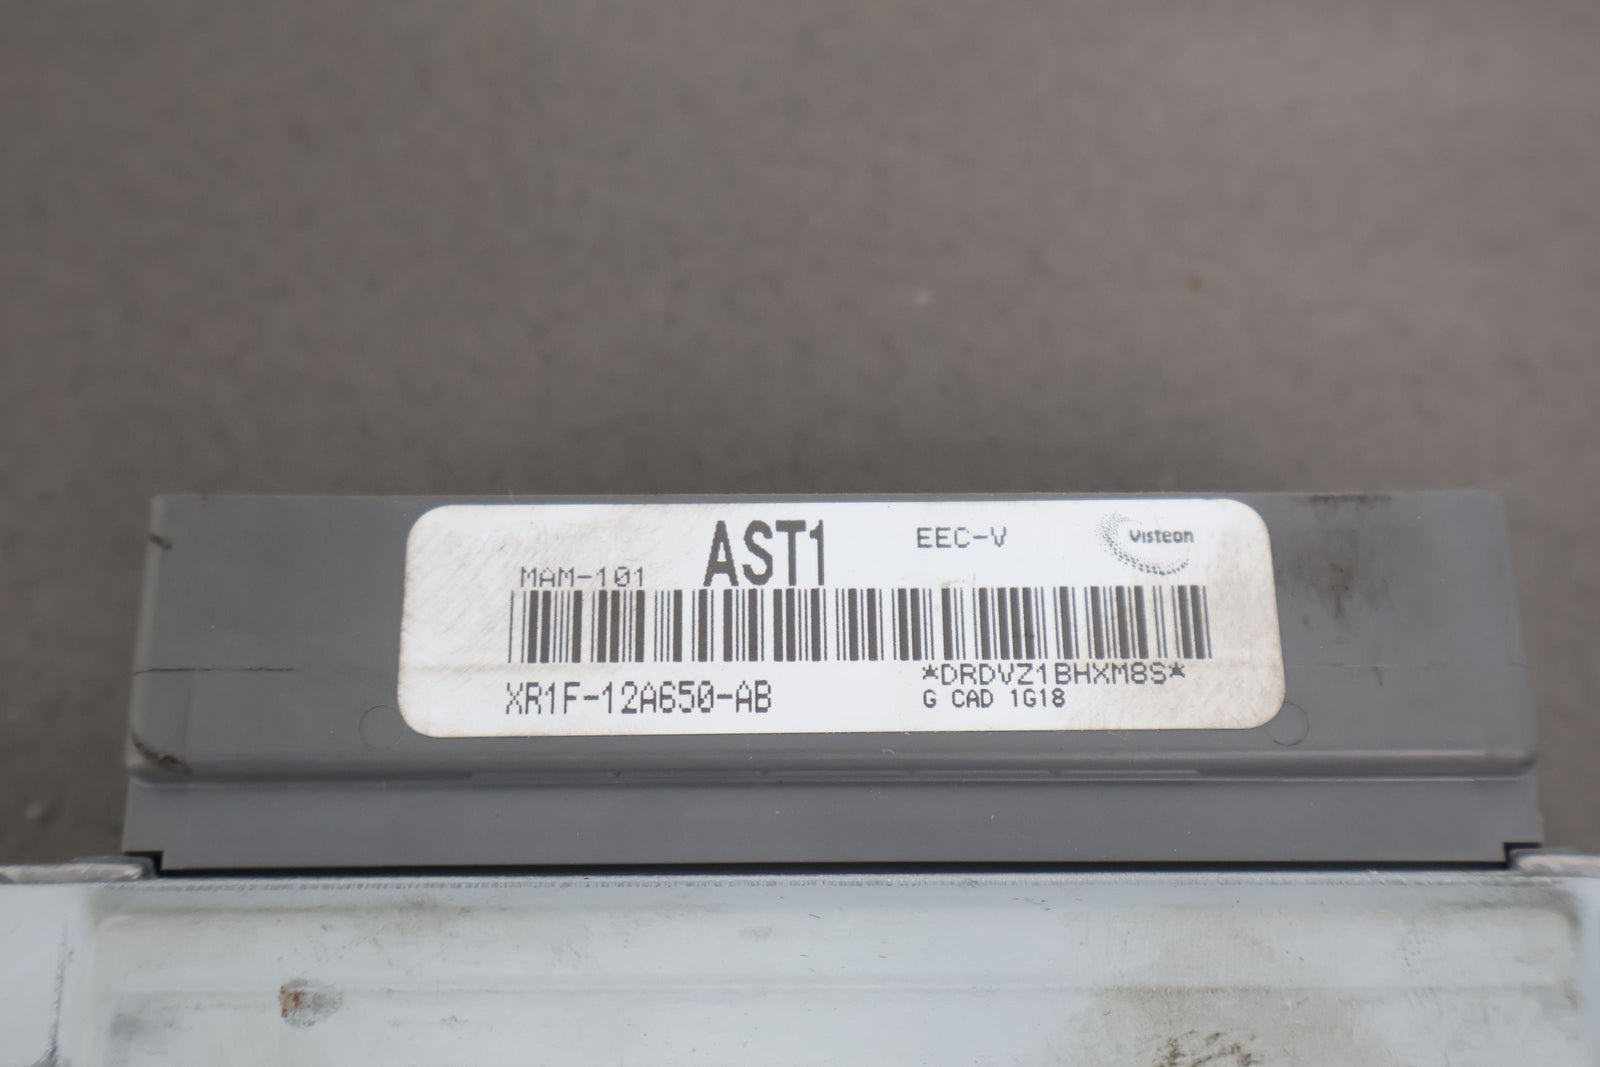 AST1
EEC-V
Visteon
MAM-101
*DRDVZ1BHXM8S*
XR1F-12A650-AB
G CAD 1G18